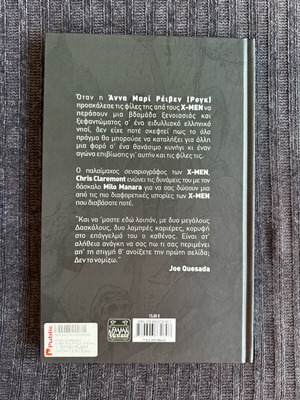 Όταν η Άννα Μαρί Ρέιβεν (Ρογκ)
προσκάλεσε τις φίλες της από τους X-MEN να
περάσουν μια βδομάδα ξενοιασιάς και
ξεφαντώματος σ' ένα ειδυλλιακό ελληνικό
νησί, δεν είχε ποτέ σκεφτεί πως το όλο
πράγμα θα μπορούσε να καταλήξει για άλλη
μια φορά σ' ένα θανάσιμο κυνήγι κι έναν
αγώνα επιβίωσης γι' αυτήν και τις φίλες της.
Ο παλαίμαχος σεναριογράφος των X-MEN,
Chris Claremont ενώνει τις δυνάμεις του με τον
δάσκαλο Milo Manara για να σας δώσουν μια
από τις πιο διαφορετικές ιστορίες των X-MEN
που διαβάσατε ποτέ.
"Και να 'μαστε εδώ λοιπόν, με δυο μεγάλους
Δασκάλους, δυο λαμπρές καριέρες, κορυφή
στο επάγγελμά του ο καθένας. Είναι στ'
αλήθεια ανάγκη να σας πω τι σας περιμένει
απ' τη στιγμή θ' ανοίξετε την πρώτη σελίδα;
Δεν το νομίζω."
Joe Quesada
Public